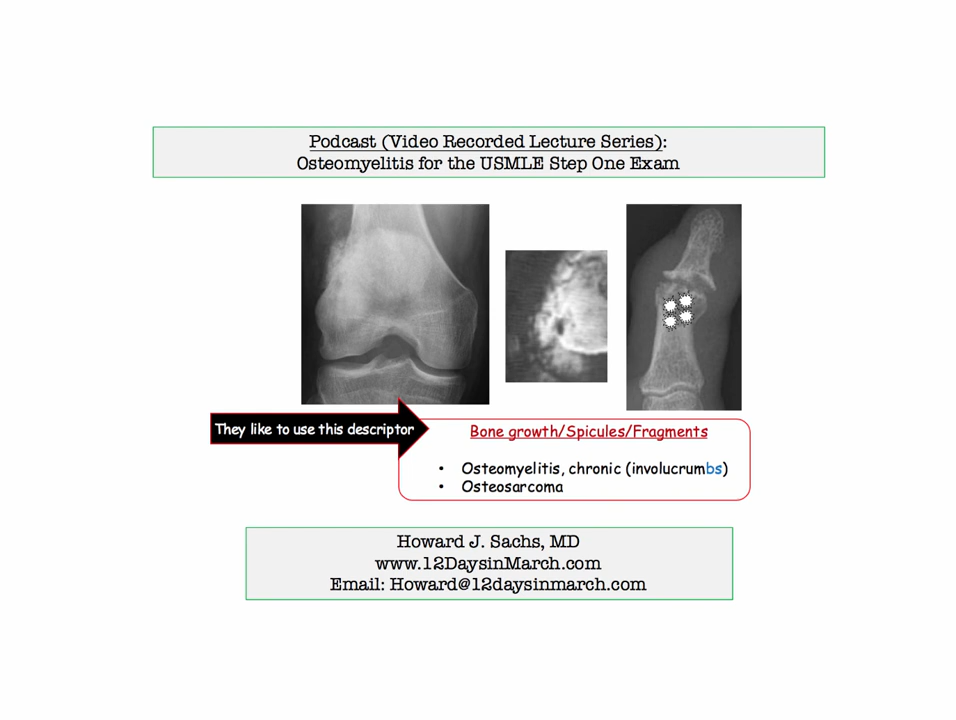 Podcast (Video Recorded Lecture Series):
Osteomyelitis for the USMLE Step One Exam
They like to use this descriptor
Bone growth/Spicules/Fragments
• Osteomyelitis, chronic (involucrumbs)
• Osteosarcoma
Howard J. Sachs, MD
www.12DaysinMarch.com
Email: Howard@12daysinmarch.com